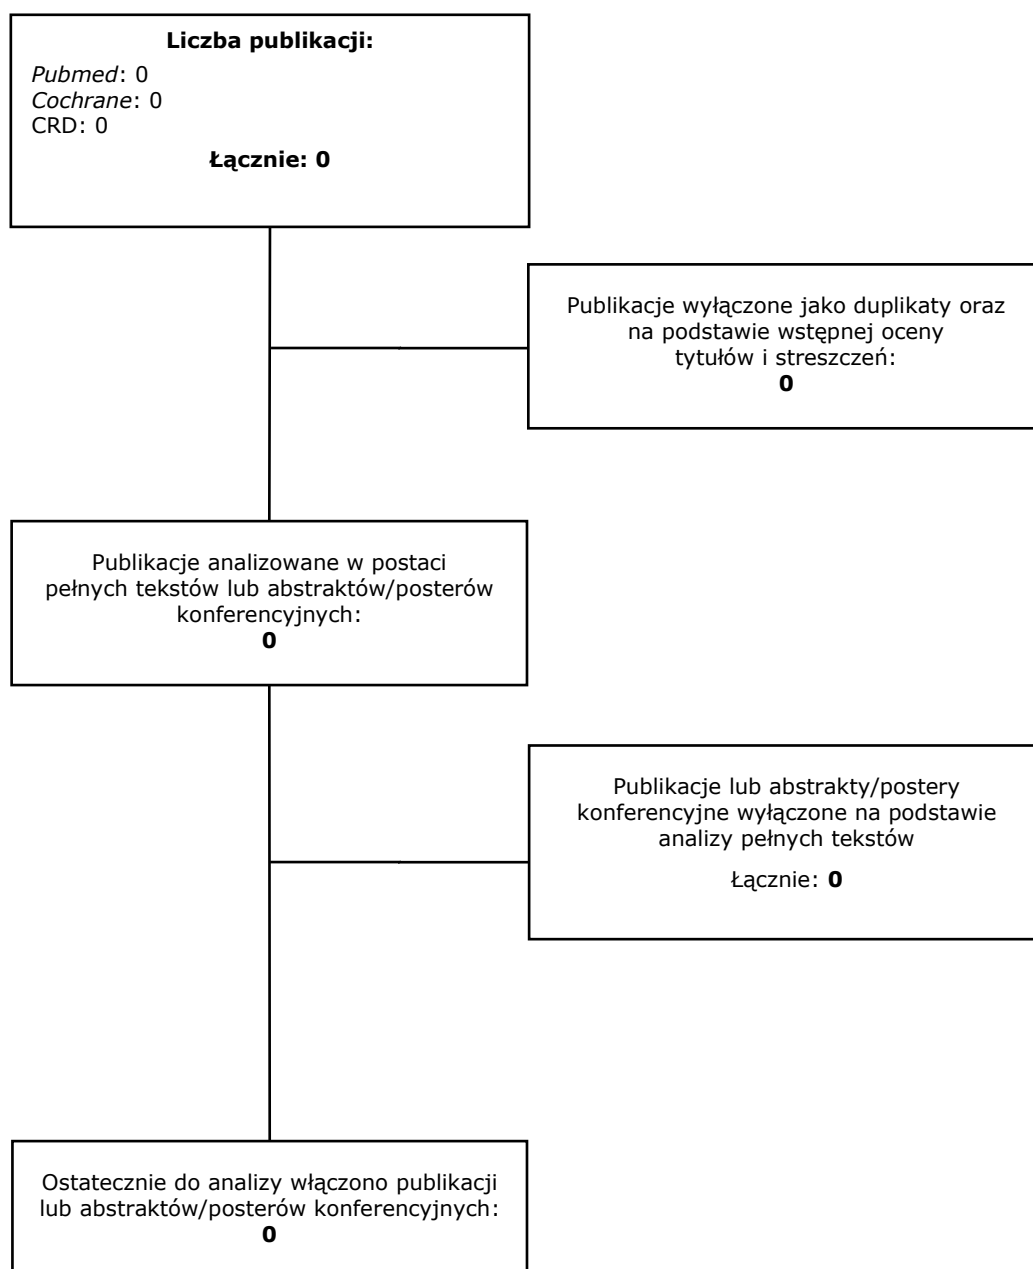 Liczba publikacji:
Pubmed: 0
Cochrane: 0
CRD: 0
Łącznie: 0
Publikacje wyłączone jako duplikaty oraz
na podstawie wstępnej oceny
tytułów i streszczeń:
0
Publikacje analizowane w postaci
pełnych tekstów lub abstraktów/posterów
konferencyjnych:
0
Publikacje lub abstrakty/postery
konferencyjne wyłączone na podstawie
analizy pełnych tekstów
Łącznie: 0
Ostatecznie do analizy włączono publikacji
lub abstraktów/posterów konferencyjnych:
0